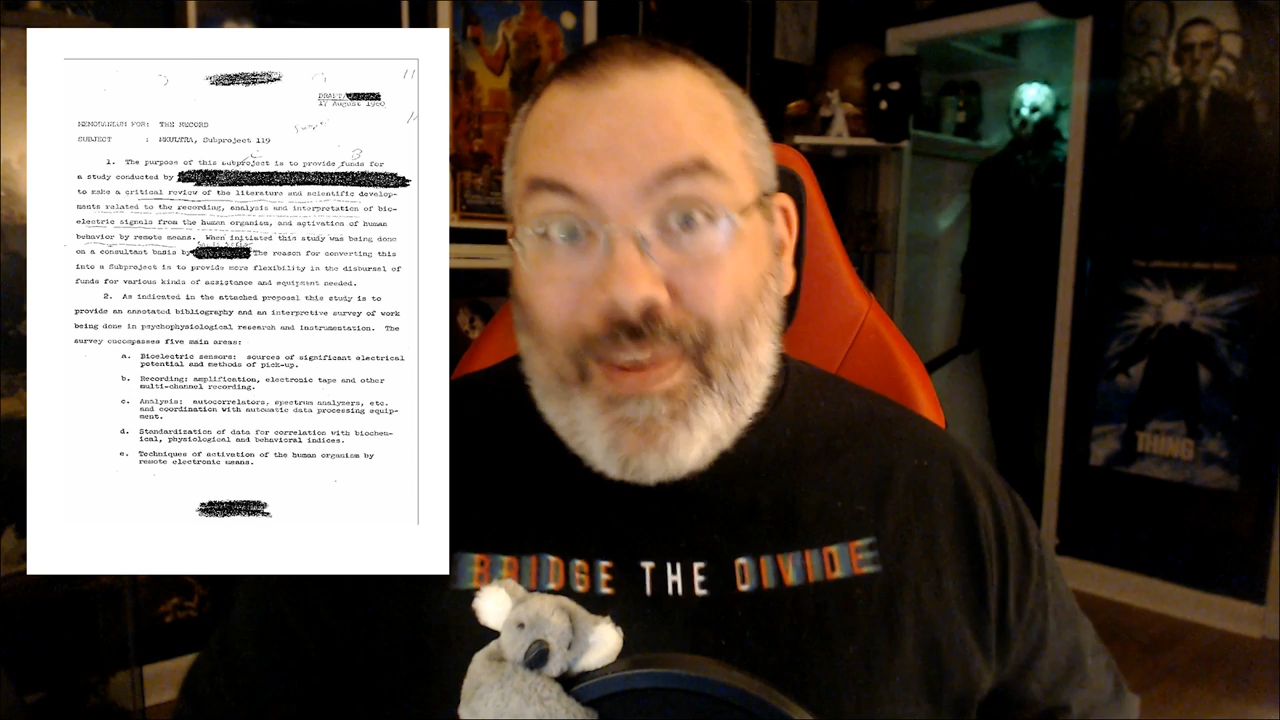 DRAFT
17 August 1960
MEMORANDUM FOR: THE RECORD
SUBJECT : MKULTRA, Subproject 119
1. The purpose of this subproject is to provide funds for
a study conducted by
to make a critical review of the literature and scientific develop-
ments related to the recording, analysis and interpretation of bio-
electric signals from the human organism, and activation of human
behavior by remote means. When initiated this study was being done
on a consultant basis by The reason for converting this
into a Subproject is to provide more flexibility in the disbursal of
funds for various kinds of assistance and equipment needed.
2. As indicated in the attached proposal this study is to
provide an annotated bibliography and an interpretive survey of work
being done in psychophysiological research and instrumentation. The
survey encompasses five main areas:
a. Bioelectric sensors: sources of significant electrical
potential and methods of pick-up.
b. Recording: amplification, electronic tape and other
multi-channel recording.
c. Analysis: autocorrelators, spectrum analyzers, etc.
and coordination with automatic data processing equip-
ment.
d. Standardization of data for correlation with biochem-
ical, physiological and behavioral indices.
e. Techniques of activation of the human organism by
remote electronic means.
BRIDGE THE DIVIDE
THING